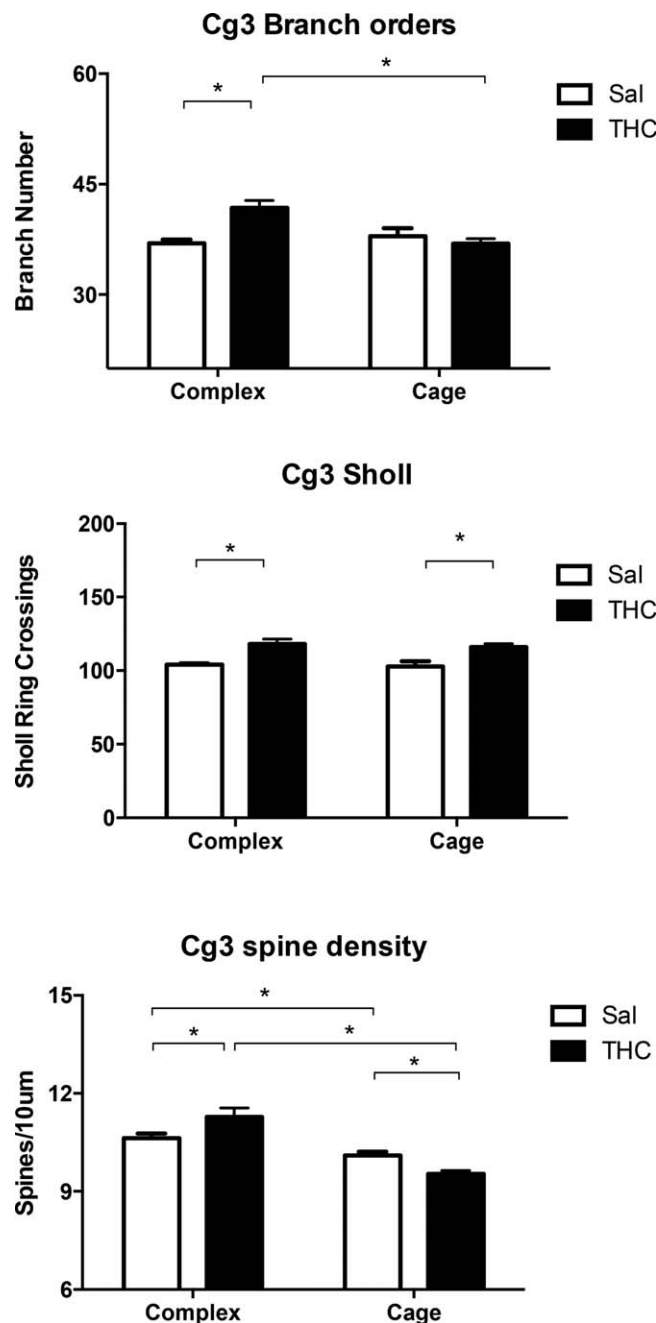 Cg3 Branch orders
*
*
Sal
THC
60
45
30
Branch Number
Complex
Cage
Cg3 Sholl
*
*
Sal
THC
200
150
100
50
0
Sholl Ring Crossings
Complex
Cage
Cg3 spine density
*
*
*
*
Sal
THC
15
12
9
6
Spines/10um
Complex
Cage